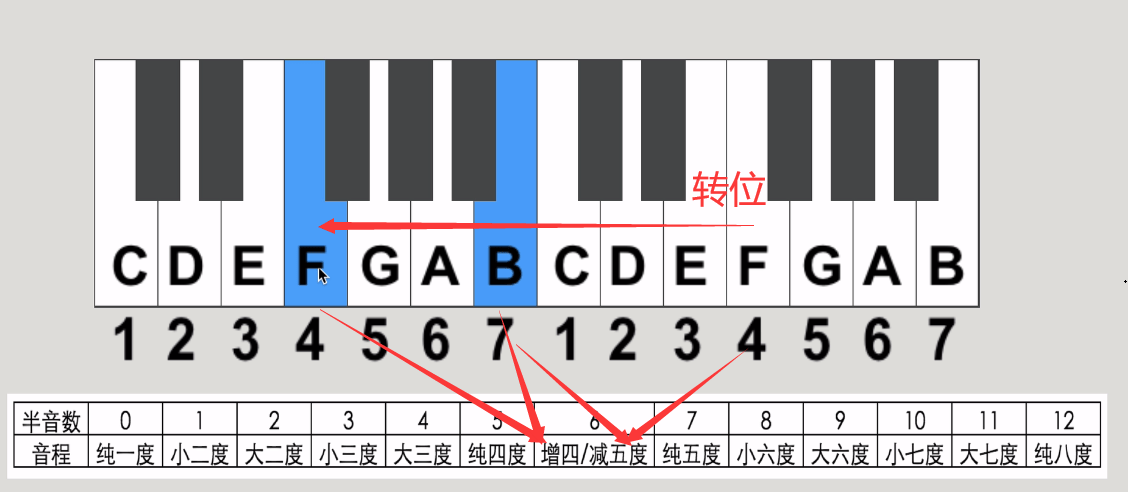 转位
C D E F G A B C D E F G A B
1 2 3 4 5 6 7 1 2 3 4 5 6 7
半音数 0 1 2 3 4 5 6 7 8 9 10 11 12
音程 纯一度 小二度 大二度 小三度 大三度 纯四度 增四/减五度 纯五度 小六度 大六度 小七度 大七度 纯八度